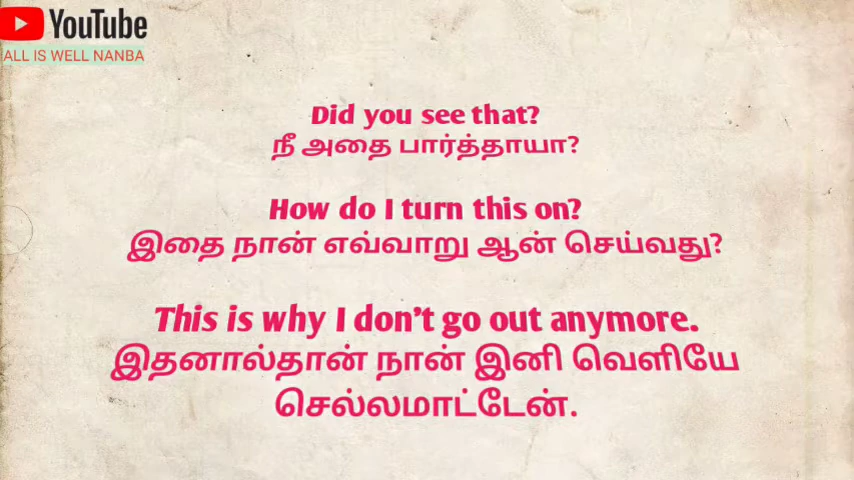 YouTube
ALL IS WELL NANBA
Did you see that?
நீ அதை பார்த்தாயா?
How do I turn this on?
இதை நான் எவ்வாறு ஆன் செய்வது?
This is why I don't go out anymore.
இதனால்தான் நான் இனி வெளியே
செல்லமாட்டேன்.